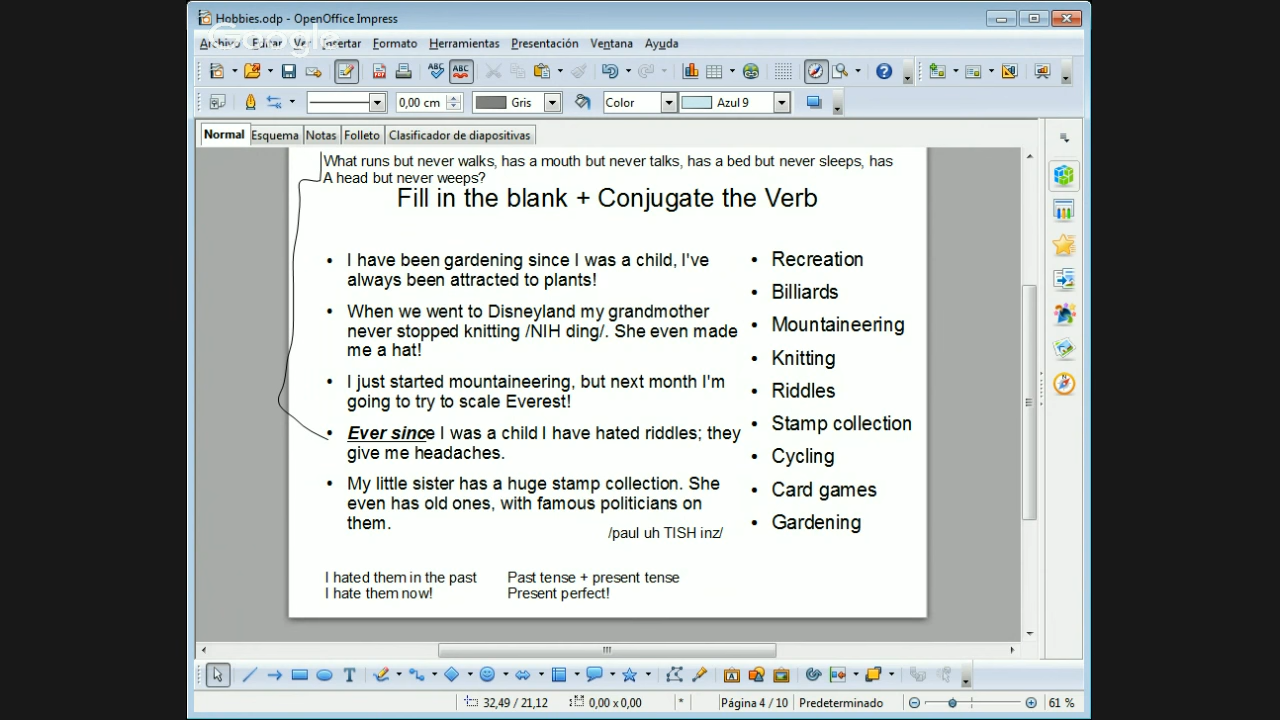 Hobbies.odp - OpenOffice Impress
Google
Archivo Editar Ver Insertar Formato Herramientas Presentación Ventana Ayuda
0,00 cm Gris Color Azul 9
Normal Esquema Notas Folleto Clasificador de diapositivas
What runs but never walks, has a mouth but never talks, has a bed but never sleeps, has
A head but never weeps?
Fill in the blank + Conjugate the Verb
• I have been gardening since I was a child, I've
always been attracted to plants!
• When we went to Disneyland my grandmother
never stopped knitting /NIH ding/. She even made
me a hat!
• I just started mountaineering, but next month I'm
going to try to scale Everest!
• Ever since I was a child I have hated riddles; they
give me headaches.
• My little sister has a huge stamp collection. She
even has old ones, with famous politicians on
them.
/paul uh TISH inz/
• Recreation
• Billiards
• Mountaineering
• Knitting
• Riddles
• Stamp collection
• Cycling
• Card games
• Gardening
I hated them in the past
I hate them now!
Past tense + present tense
Present perfect!
32,49 / 21,12 0,00 x 0,00 * Página 4 / 10 Predeterminado 61 %